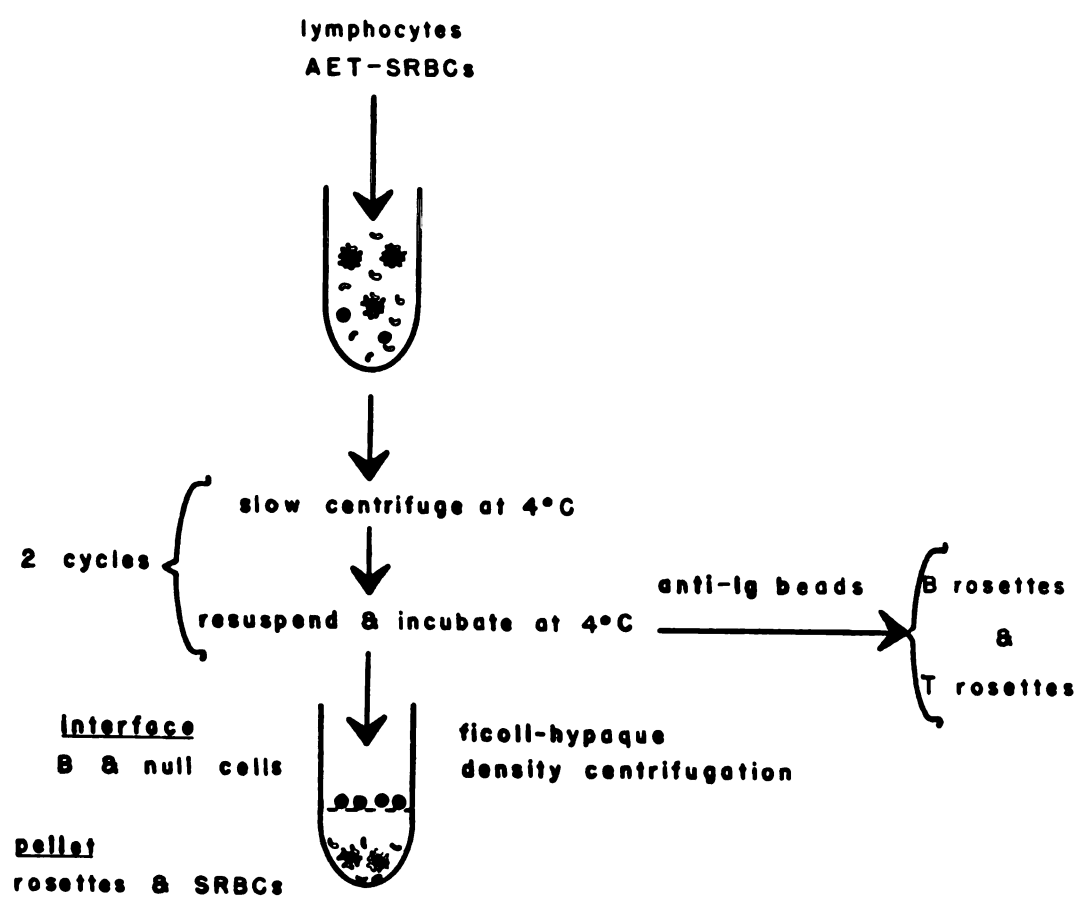 lymphocytes
AET-SRBCs
slow centrifuge at 4°C
2 cycles
resuspend & incubate at 4°C
anti-Ig beads
B rosettes
&
T rosettes
interface
B & null cells
ficoll-hypaque
density centrifugation
pellet
rosettes & SRBCs